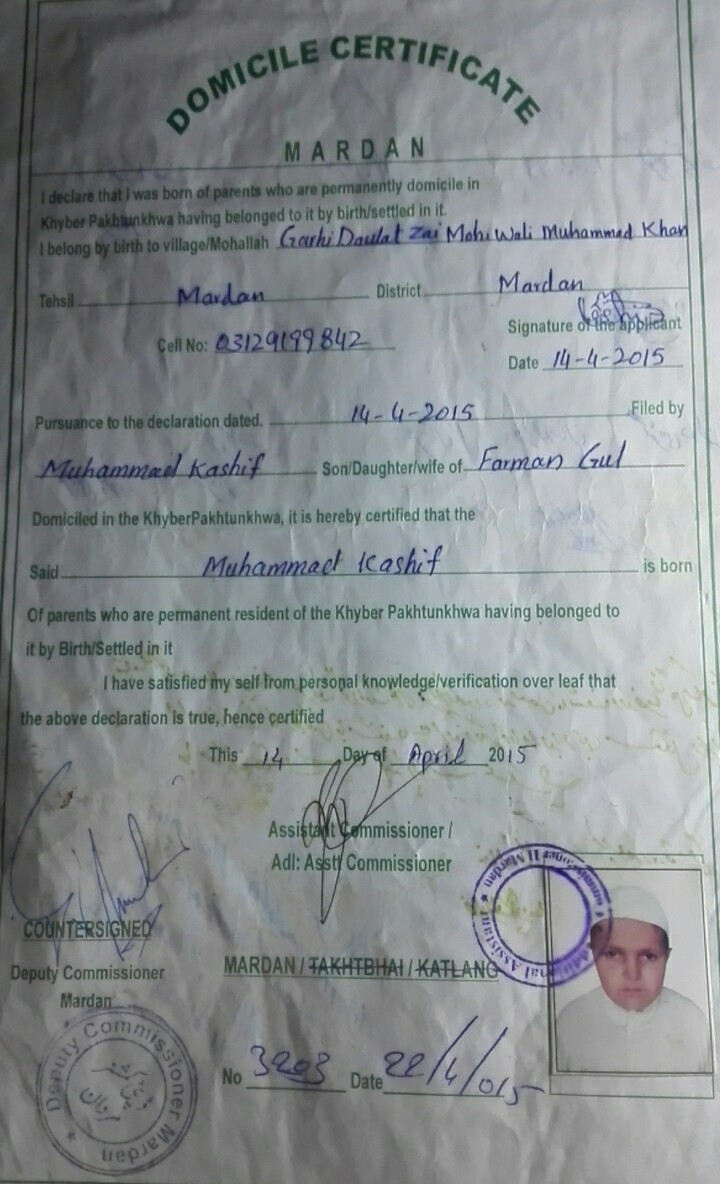 DOMICILE CERTIFICATE
MARDAN
I declare that I was born of parents who are permanently domicile in
Khyber Pakhtunkhwa having belonged to it by birth/settled in it.
I belong by birth to village/Mohallah Garhi Daulat Zai Moh: Wali Muhammad Khan
Tehsil Mardan District Mardan
Signature of the applicant
Cell No: 03129199842
Date 14-4-2015
Pursuance to the declaration dated. 14-4-2015 Filed by
Muhammad Kashif Son/Daughter/wife of Farman Gul
Domiciled in the KhyberPakhtunkhwa, it is hereby certified that the
Said Muhammad Kashif is born
Of parents who are permanent resident of the Khyber Pakhtunkhwa having belonged to
it by Birth/Settled in it
I have satisfied my self from personal knowledge/verification over leaf that
the above declaration is true, hence certified
This 14 Day of April 2015
Assistant Commissioner /
Adl: Asstt Commissioner
COUNTERSIGNED
Deputy Commissioner
Mardan
MARDAN / TAKHTBHAI / KATLANG
No 3203 Date 22/4/015
Deputy Commissioner Mardan